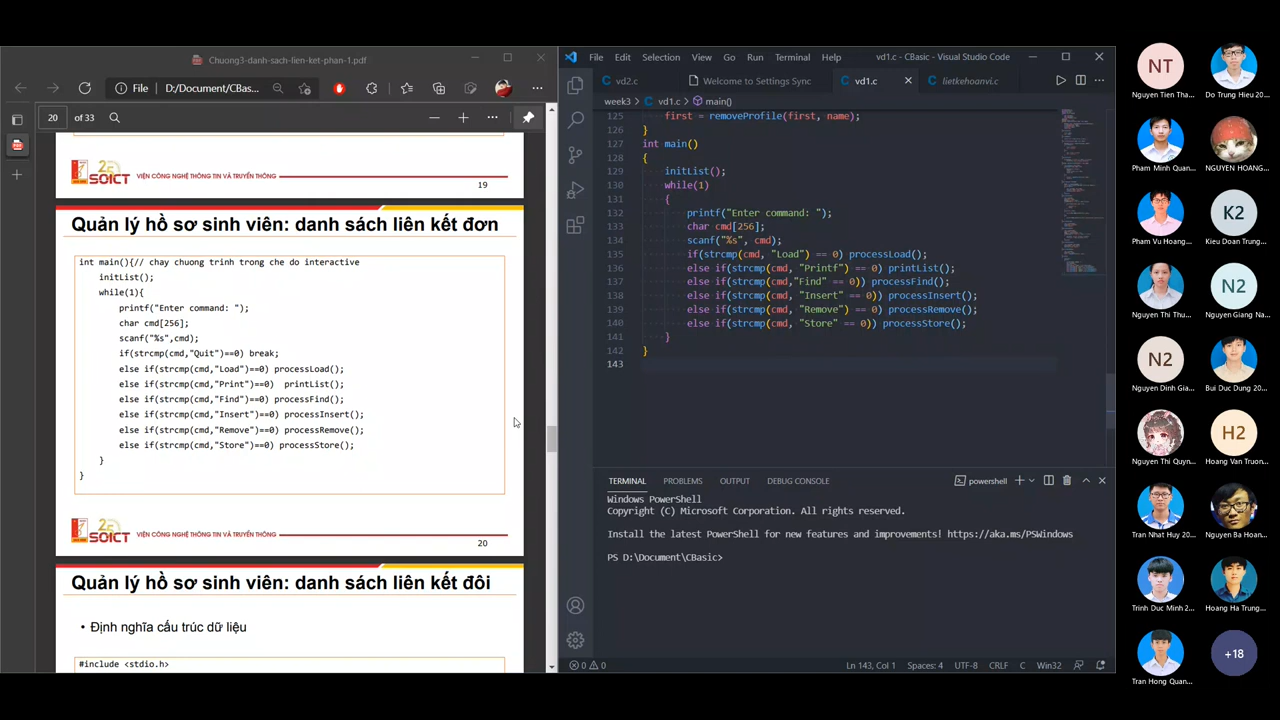 Chuong3-danh-sach-lien-ket-phan-1.pdf
File
D:/Document/CBas...
20 of 33
SOICT
VIỆN CÔNG NGHỆ THÔNG TIN VÀ TRUYỀN THÔNG
19
Quản lý hồ sơ sinh viên: danh sách liên kết đơn
int main(){// chay chuong trinh trong che do interactive
initList();
while(1){
printf("Enter command: ");
char cmd[256];
scanf("%s",cmd);
if(strcmp(cmd,"Quit")==0) break;
else if(strcmp(cmd,"Load")==0) processLoad();
else if(strcmp(cmd,"Print")==0)  printList();
else if(strcmp(cmd,"Find")==0) processFind();
else if(strcmp(cmd,"Insert")==0) processInsert();
else if(strcmp(cmd,"Remove")==0) processRemove();
else if(strcmp(cmd,"Store")==0) processStore();
}
}
25
SOICT
VIỆN CÔNG NGHỆ THÔNG TIN VÀ TRUYỀN THÔNG
20
Quản lý hồ sơ sinh viên: danh sách liên kết đôi
• Định nghĩa cấu trúc dữ liệu
#include <stdio.h>
File Edit Selection View Go Run Terminal Help
vd1.c - CBasic - Visual Studio Code
vd2.c
Welcome to Settings Sync
vd1.c
lietkehoanvi.c
week3 > vd1.c > main()
125 first = removeProfile(first, name);
126 }
127 int main()
128 {
129 initList();
130 while(1)
131 {
132 printf("Enter command: ");
133 char cmd[256];
134 scanf("%s", cmd);
135 if(strcmp(cmd, "Load") == 0) processLoad();
136 else if(strcmp(cmd, "Printf") == 0) printList();
137 else if(strcmp(cmd,"Find" == 0)) processFind();
138 else if(strcmp(cmd, "Insert" == 0)) processInsert();
139 else if(strcmp(cmd, "Remove") == 0) processRemove();
140 else if(strcmp(cmd, "Store" == 0)) processStore();
141 }
142 }
143
TERMINAL PROBLEMS OUTPUT DEBUG CONSOLE
powershell
Windows PowerShell
Copyright (C) Microsoft Corporation. All rights reserved.
Install the latest PowerShell for new features and improvements! https://aka.ms/PSWindows
PS D:\Document\CBasic>
0 0
Ln 143, Col 1 Spaces: 4 UTF-8 CRLF C Win32
NT
Nguyen Tien Tha...
Do Trung Hieu 20...
Pham Minh Quan...
NGUYEN HOANG...
Pham Vu Hoang...
K2
Kieu Doan Trung...
Nguyen Thi Thu...
N2
Nguyen Giang Na...
N2
Nguyen Dinh Gia...
Bui Duc Dung 20...
Nguyen Thi Quyn...
H2
Hoang Van Truon...
Tran Nhat Huy 20...
Nguyen Ba Hoan...
Trinh Duc Minh 2...
Hoang Ha Trung...
Tran Hong Quan...
+18